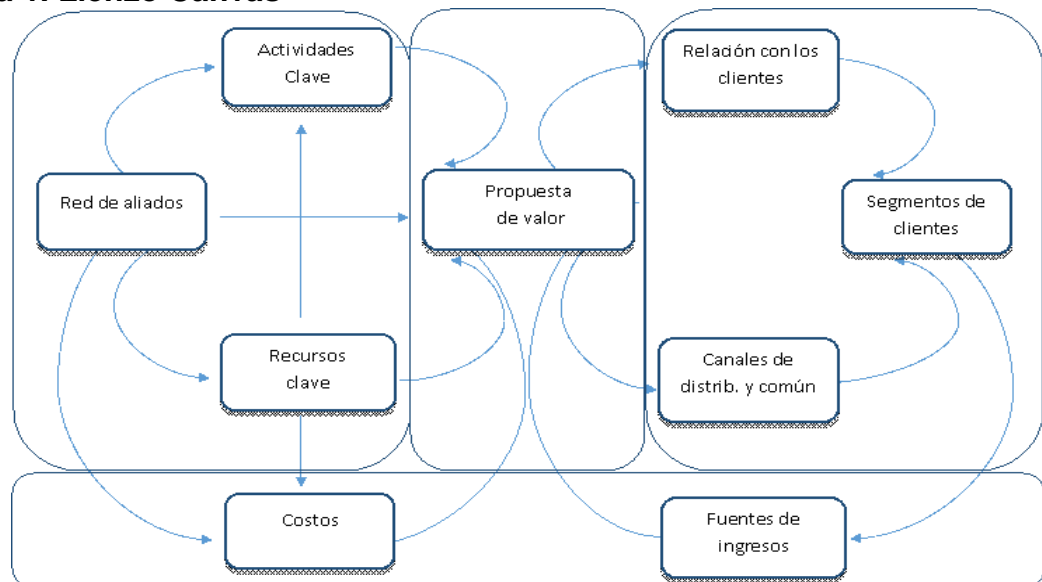 Actividades
Clave
Relación con los
clientes
Red de aliados
Propuesta
de valor
Segmentos de
clientes
Recursos
clave
Canales de
distrib. y común
Costos
Fuentes de
ingresos